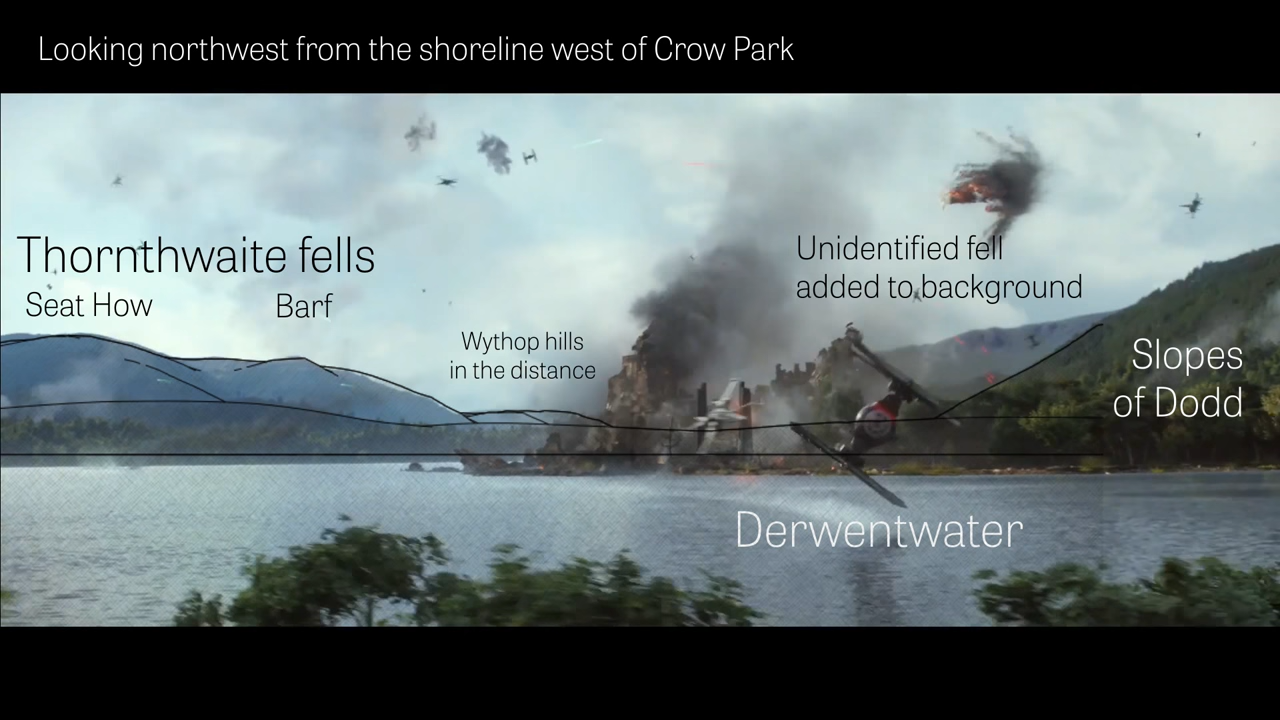 Looking northwest from the shoreline west of Crow Park
Thornthwaite fells
Seat How
Barf
Wythop hills
in the distance
Unidentified fell
added to background
Slopes
of Dodd
Derwentwater